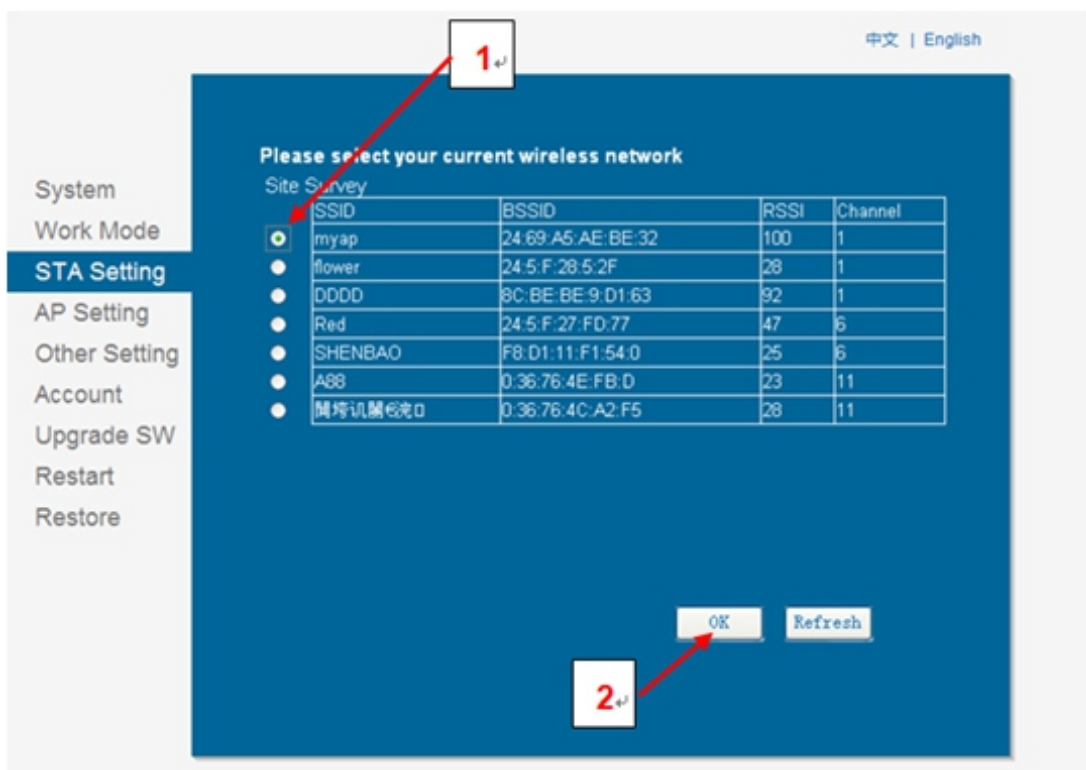 中文 | English
1
Please select your current wireless network
Site Survey
SSID BSSID RSSI Channel
myap 24:69:A5:AE:BE:32 100 1
flower 24:5:F:28:5:2F 28 1
DDDD 8C:BE:BE:9:D1:63 92 1
Red 24:5:F:27:FD:77 47 6
SHENBAO F8:D1:11:F1:54:0 25 6
A88 0:36:76:4E:FB:D 23 11
0:36:76:4C:A2:F5 28 11
System
Work Mode
STA Setting
AP Setting
Other Setting
Account
Upgrade SW
Restart
Restore
OK Refresh
2